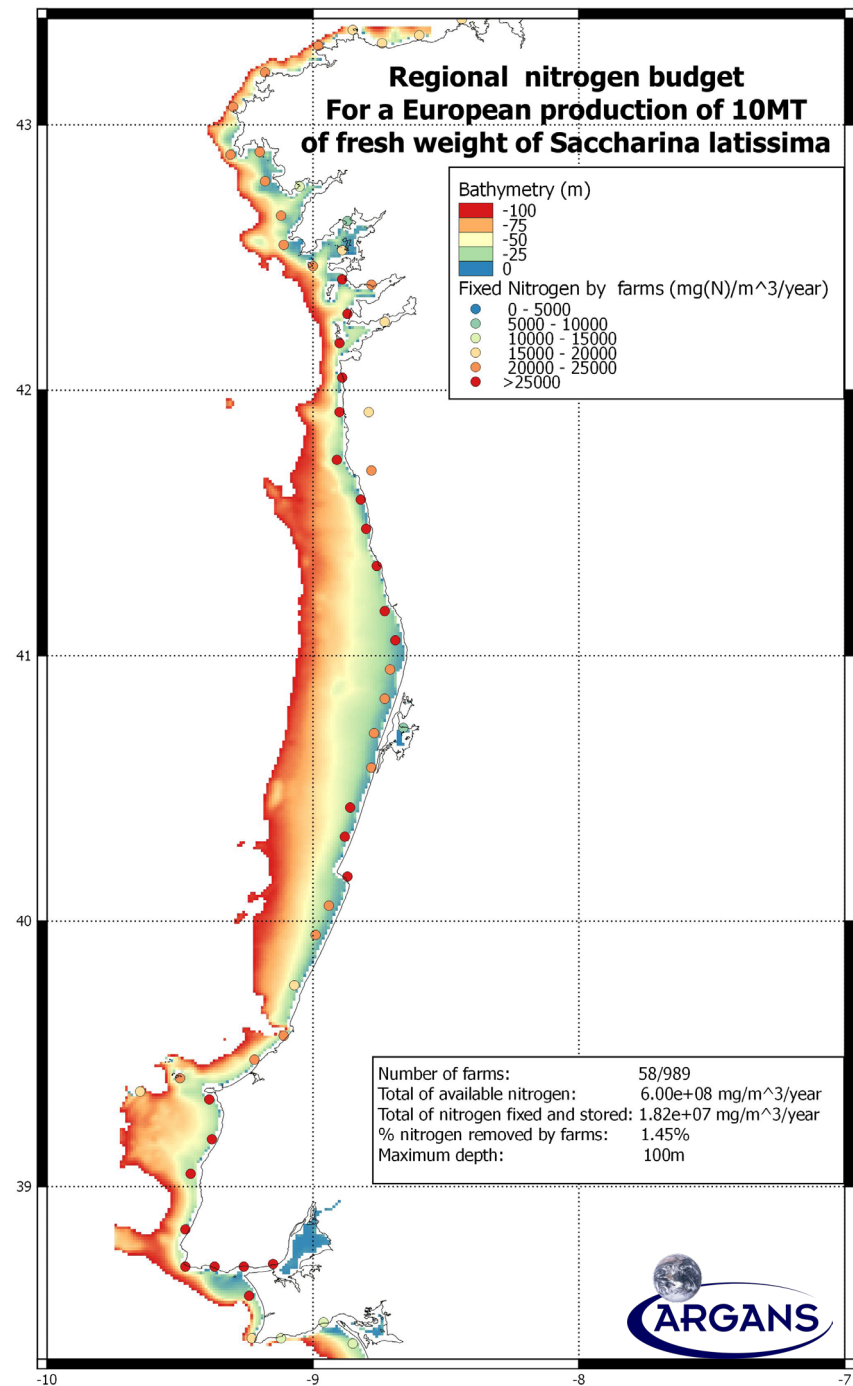 Regional nitrogen budget
For a European production of 10MT
of fresh weight of Saccharina latissima
43
Bathymetry (m)
-100
-75
-50
-25
0
Fixed Nitrogen by farms (mg(N)/m^3/year)
0 - 5000
5000 - 10000
10000 - 15000
15000 - 20000
20000 - 25000
>25000
42
41
40
Number of farms: 58/989
Total of available nitrogen: 6.00e+08 mg/m^3/year
Total of nitrogen fixed and stored: 1.82e+07 mg/m^3/year
% nitrogen removed by farms: 1.45%
Maximum depth: 100m
39
ARGANS
-10 -9 -8 -7